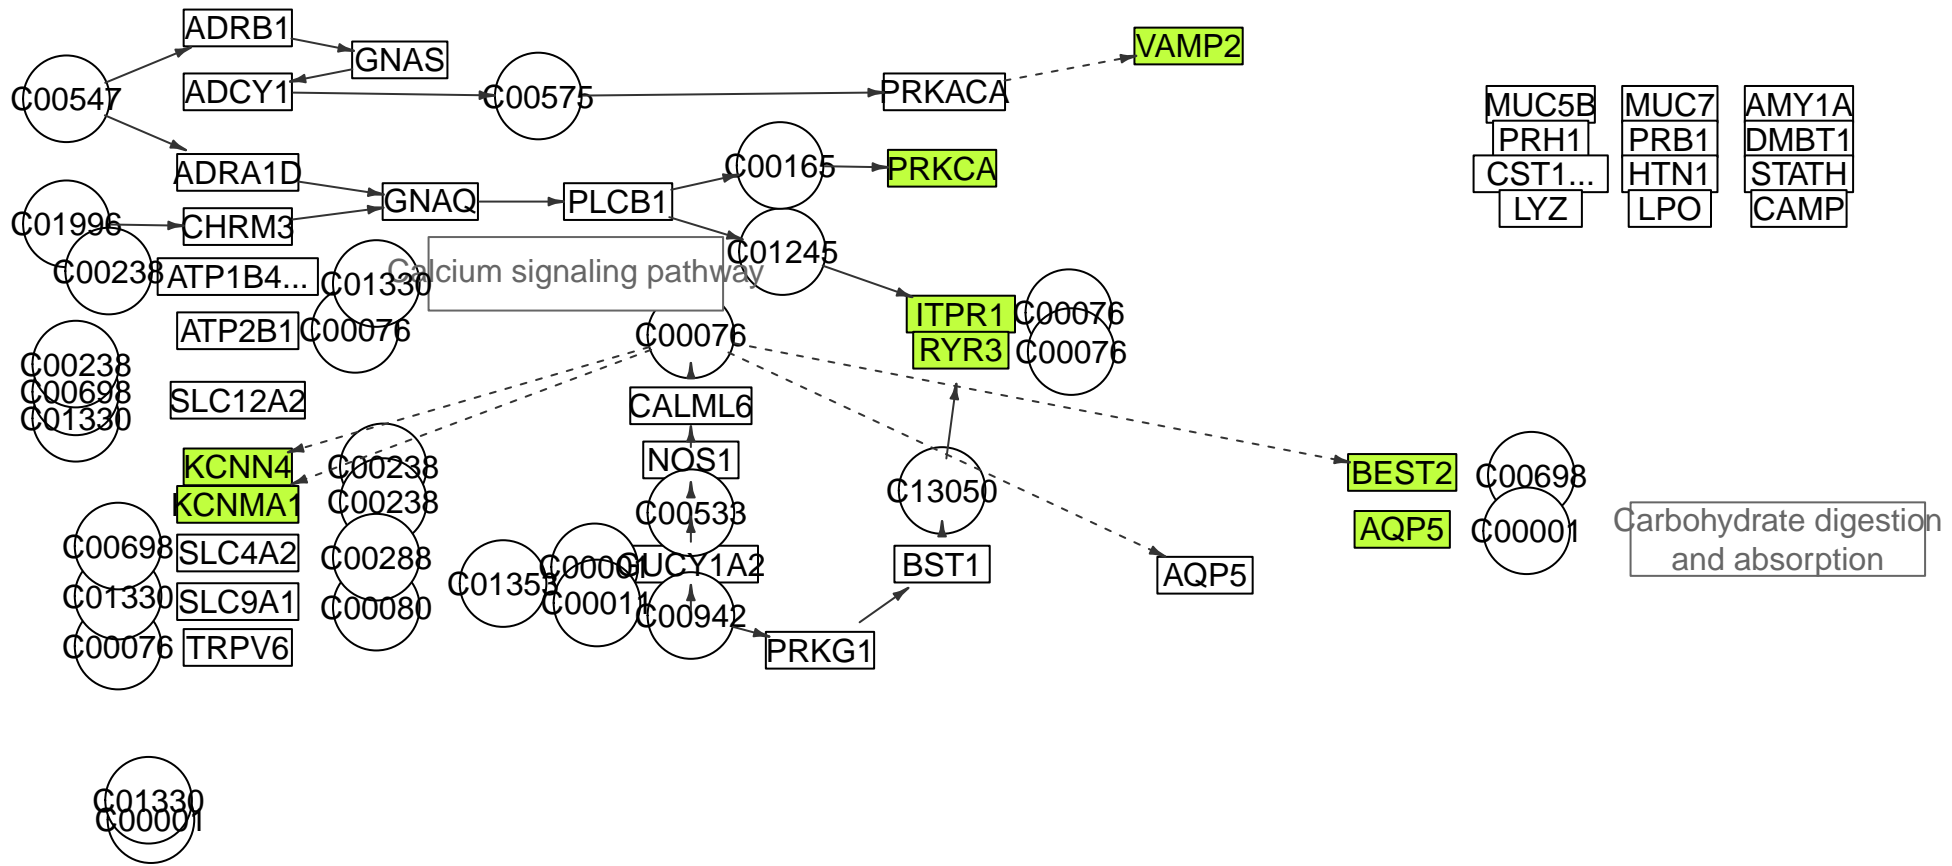 ADRB1
GNAS
VAMP2
C00547
ADCY1
C00575
PRKACA
MUC5B
MUC7
AMY1A
PRH1
PRB1
DMBT1
CST1...
HTN1
STATH
LYZ
LPO
CAMP
ADRA1D
C00165
PRKCA
GNAQ
PLCB1
C01996
CHRM3
C01245
C00238
ATP1B4...
C01330
Calcium signaling pathway
ATP2B1
C00076
C00076
ITPR1
C00076
RYR3
C00076
C00238
C00698
C01330
SLC12A2
CALML6
KCNN4
C00238
NOS1
KCNMA1
C00238
C00533
C13050
BEST2
C00698
AQP5
C00001
Carbohydrate digestion
and absorption
C00698
SLC4A2
C00288
C01353
C00001
GUCY1A2
BST1
AQP5
C01330
SLC9A1
C00080
C00011
C00942
C00076
TRPV6
PRKG1
C01330
C00001